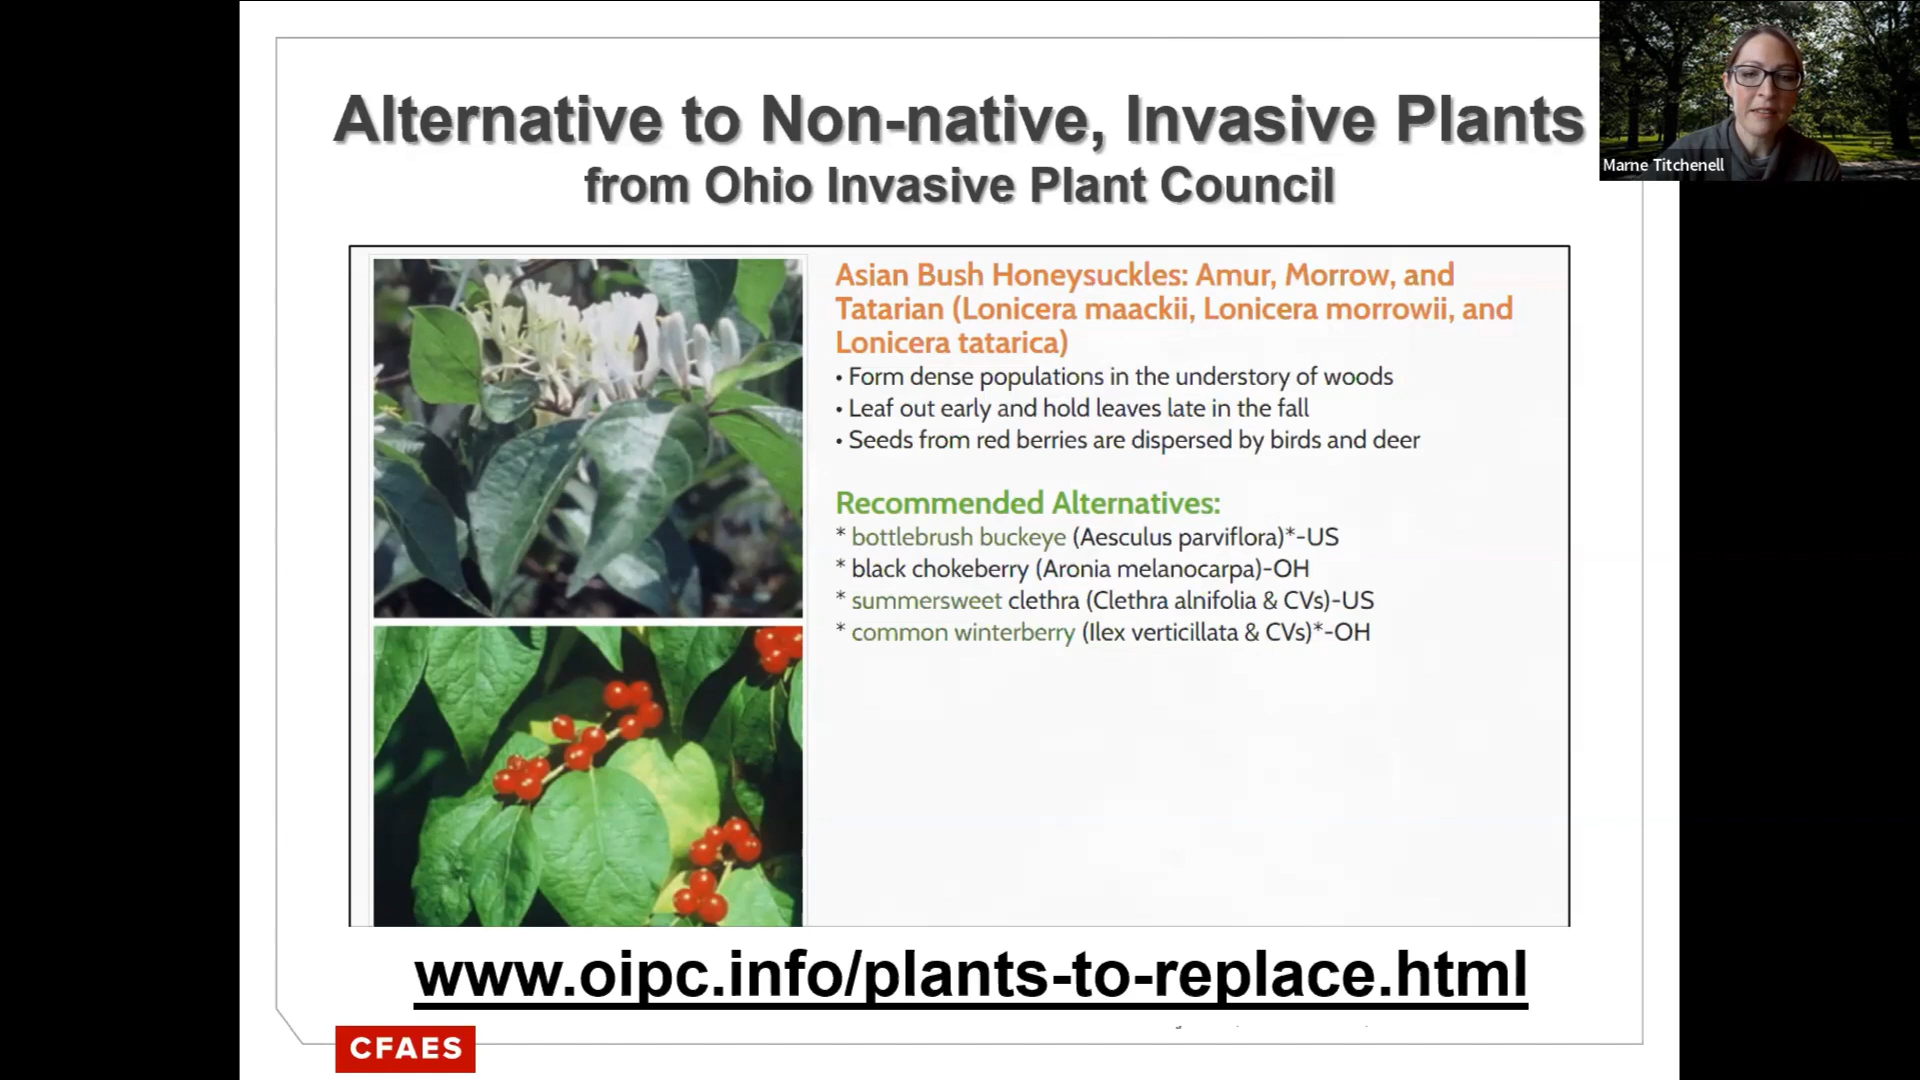 Alternative to Non-native, Invasive Plants
from Ohio Invasive Plant Council
Marne Titchenell
Asian Bush Honeysuckles: Amur, Morrow, and
Tatarian (Lonicera maackii, Lonicera morrowii, and
Lonicera tatarica)
• Form dense populations in the understory of woods
• Leaf out early and hold leaves late in the fall
• Seeds from red berries are dispersed by birds and deer
Recommended Alternatives:
* bottlebrush buckeye (Aesculus parviflora)*-US
* black chokeberry (Aronia melanocarpa)-OH
* summersweet clethra (Clethra alnifolia & CVs)-US
* common winterberry (Ilex verticillata & CVs)*-OH
www.oipc.info/plants-to-replace.html
CFAES